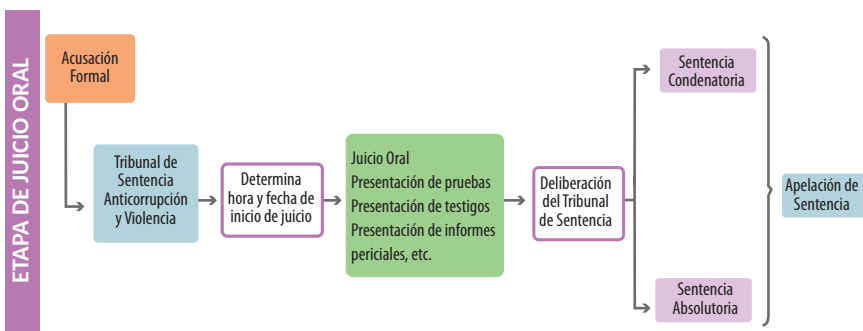 ETAPA DE JUICIO ORAL
Acusación
Formal
Tribunal de
Sentencia
Anticorrupción
y Violencia
Determina
hora y fecha de
inicio de juicio
Juicio Oral
Presentación de pruebas
Presentación de testigos
Presentación de informes
periciales, etc.
Deliberación
del Tribunal
de Sentencia
Sentencia
Condenatoria
Sentencia
Absolutoria
Apelación de
Sentencia